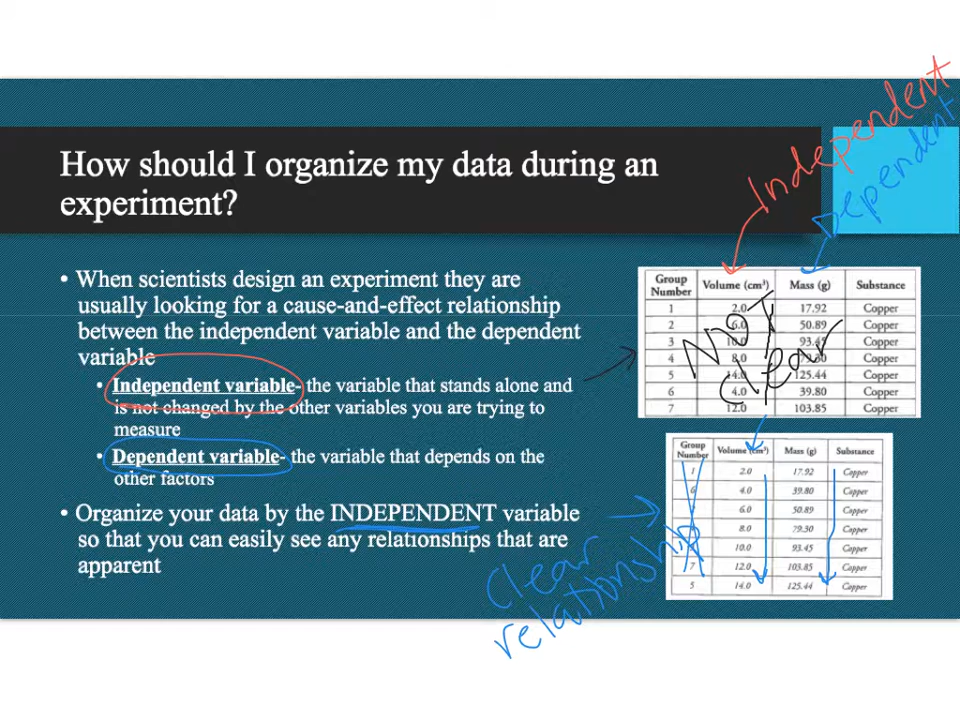 How should I organize my data during an
experiment?
Independent
Dependent
• When scientists design an experiment they are
usually looking for a cause-and-effect relationship
between the independent variable and the dependent
variable
• Independent variable- the variable that stands alone and
is not changed by the other variables you are trying to
measure
• Dependent variable- the variable that depends on the
other factors
• Organize your data by the INDEPENDENT variable
so that you can easily see any relationships that are
apparent
Group Number Volume (cm³) Mass (g) Substance
1 2.0 17.92 Copper
2 6.0 50.89 Copper
3 10.0 93.45 Copper
4 8.0 79.30 Copper
5 14.0 125.44 Copper
6 4.0 39.80 Copper
7 12.0 103.85 Copper
NOT
clear
Group Number Volume (cm³) Mass (g) Substance
1 2.0 17.92 Copper
6 4.0 39.80 Copper
6.0 50.89 Copper
8.0 79.30 Copper
10.0 93.45 Copper
7 12.0 103.85 Copper
5 14.0 125.44 Copper
Clear
relationship